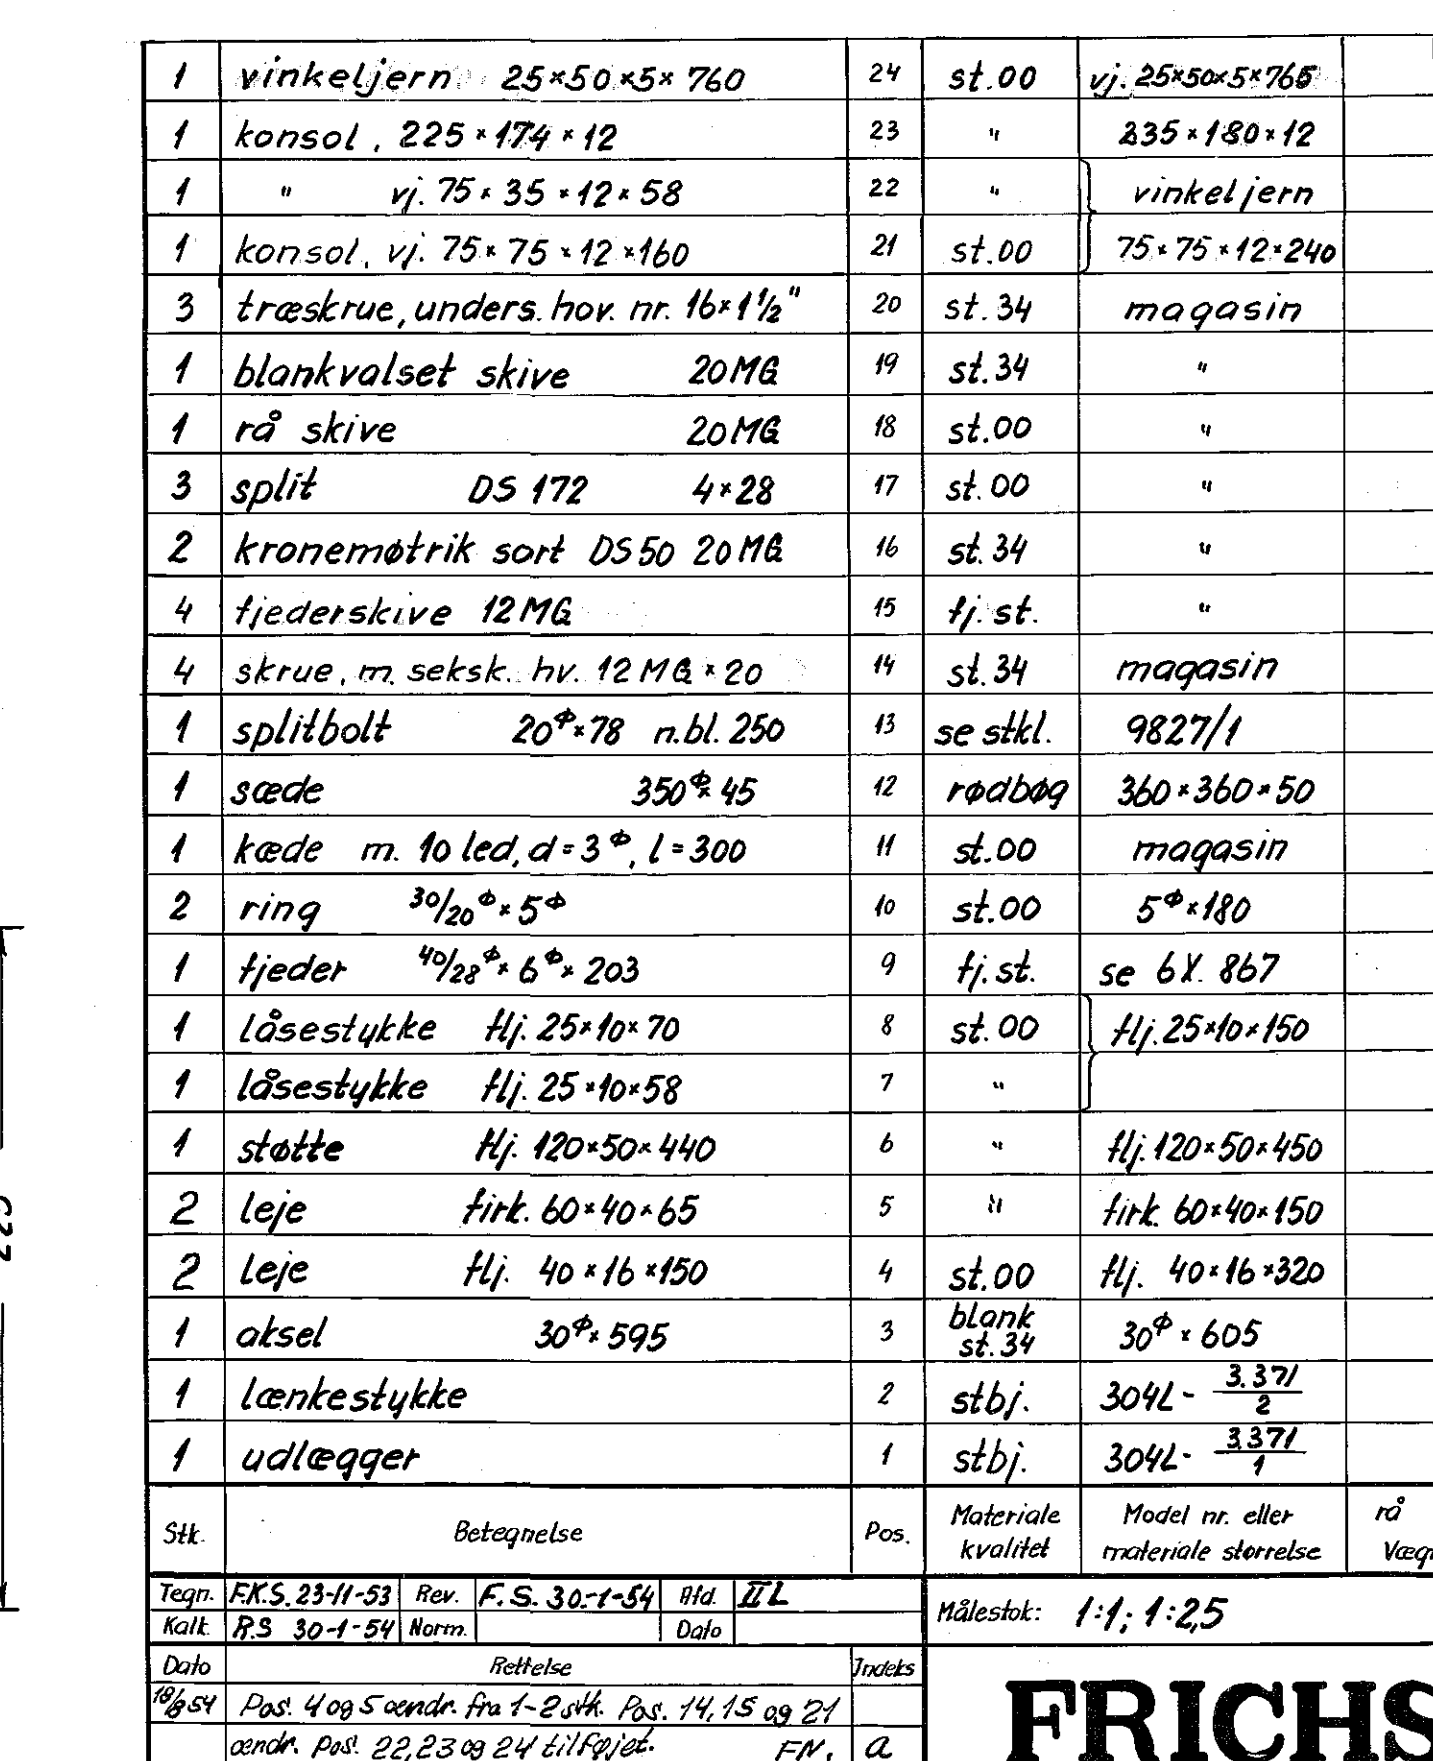 1 vinkeljern 25×50×5×760 24 st.00 vj. 25×50×5×765
1 konsol, 225×174×12 23 " 235×180×12
1 " vj. 75×35×12×58 22 " vinkeljern
1 konsol, vj. 75×75×12×160 21 st.00 75×75×12×240
3 træskrue, unders. hov. nr. 16×1½" 20 st.34 magasin
1 blankvalset skive 20MG 19 st.34 "
1 rå skive 20MG 18 st.00 "
3 split DS 172 4×28 17 st.00 "
2 kronemøtrik sort DS50 20MG 16 st.34 "
4 fjederskive 12MG 15 fj. st. "
4 skrue, m. seksk. hv. 12MG×20 14 st.34 magasin
1 splitbolt 20⌀×78 n.bl. 250 13 se stkl. 9827/1
1 sæde 350⌀×45 12 rødbøg 360×360×50
1 kæde m. 10 led, d=3⌀, l=300 11 st.00 magasin
2 ring 30/20⌀×5⌀ 10 st.00 5⌀×180
1 fjeder 40/28⌀×6⌀×203 9 fj. st. se 6X. 867
1 låsestykke flj. 25×10×70 8 st.00 flj. 25×10×150
1 låsestykke flj. 25×10×58 7 "
1 støtte flj. 120×50×440 6 " flj. 120×50×450
2 leje firk. 60×40×65 5 " firk. 60×40×150
2 leje flj. 40×16×150 4 st.00 flj. 40×16×320
1 aksel 30⌀×595 3 blank st.34 30⌀×605
1 lænkestykke 2 stbj. 304L- 3.371/2
1 udlægger 1 stbj. 304L- 3.371/1
Stk. Betegnelse Pos. Materiale kvalitet Model nr. eller materiale størrelse rå
Tegn. F.K.S. 23-11-53 Rev. F.S. 30-1-54 Afd. II L Målestok: 1:1; 1:2,5
Kalk. R.S 30-1-54 Norm. Dato
Dato Rettelse Indeks
18/8 54 Pos. 4 og 5 ændr. fra 1-2 stk. Pos. 14, 15 og 21
ændr. Pos. 22, 23 og 24 tilføjet. FN. a
FRICHS